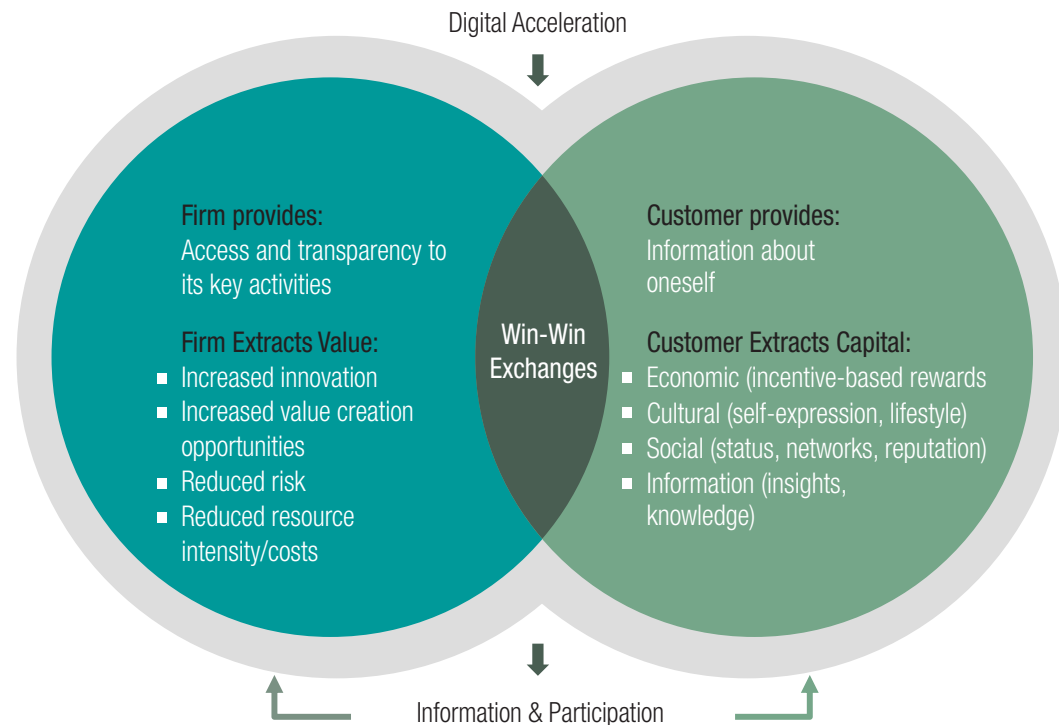 Digital Acceleration
Firm provides:
Access and transparency to
its key activities
Firm Extracts Value:
■ Increased innovation
■ Increased value creation
opportunities
■ Reduced risk
■ Reduced resource
intensity/costs
Win-Win
Exchanges
Customer provides:
Information about
oneself
Customer Extracts Capital:
■ Economic (incentive-based rewards
■ Cultural (self-expression, lifestyle)
■ Social (status, networks, reputation)
■ Information (insights,
knowledge)
Information & Participation